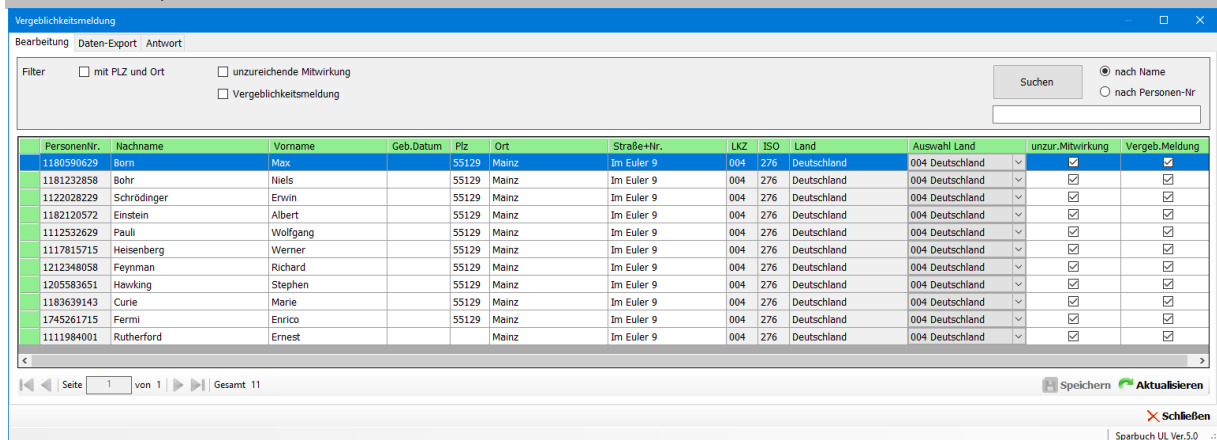 Vergeblichkeitsmeldung
Bearbeitung Daten-Export Antwort
Filter mit PLZ und Ort unzureichende Mitwirkung Suchen nach Name
Vergeblichkeitsmeldung nach Personen-Nr
PersonenNr. Nachname Vorname Geb.Datum Plz Ort Straße+Nr. LKZ ISO Land Auswahl Land unzur.Mitwirkung Vergeb.Meldung
1180590629 Born Max 55129 Mainz Im Euler 9 004 276 Deutschland 004 Deutschland
1181232858 Bohr Niels 55129 Mainz Im Euler 9 004 276 Deutschland 004 Deutschland
1122028229 Schrödinger Erwin 55129 Mainz Im Euler 9 004 276 Deutschland 004 Deutschland
1182120572 Einstein Albert 55129 Mainz Im Euler 9 004 276 Deutschland 004 Deutschland
1112532629 Pauli Wolfgang 55129 Mainz Im Euler 9 004 276 Deutschland 004 Deutschland
1117815715 Heisenberg Werner 55129 Mainz Im Euler 9 004 276 Deutschland 004 Deutschland
1212348058 Feynman Richard 55129 Mainz Im Euler 9 004 276 Deutschland 004 Deutschland
1205583651 Hawking Stephen 55129 Mainz Im Euler 9 004 276 Deutschland 004 Deutschland
1183639143 Curie Marie 55129 Mainz Im Euler 9 004 276 Deutschland 004 Deutschland
1745261715 Fermi Enrico 55129 Mainz Im Euler 9 004 276 Deutschland 004 Deutschland
1111984001 Rutherford Ernest Mainz Im Euler 9 004 276 Deutschland 004 Deutschland
Seite 1 von 1 Gesamt 11 Speichern Aktualisieren
Schließen
Sparbuch UL Ver.5.0